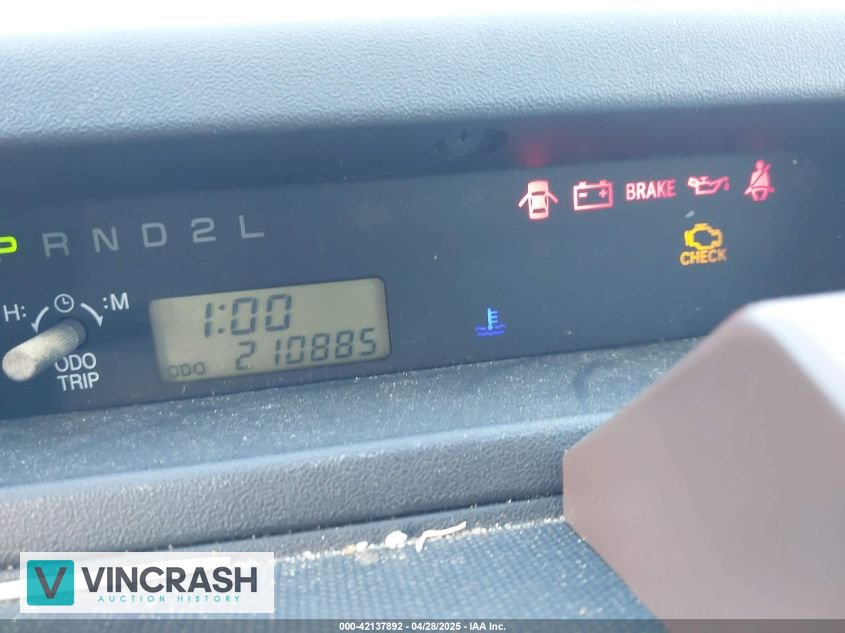 BRAKE
P R N D 2 L
CHECK
H: :M
1:00
ODO 210885
ODO
TRIP
VINCRASH
AUCTION HISTORY
000-42137892 - 04/28/2025 - IAA Inc.